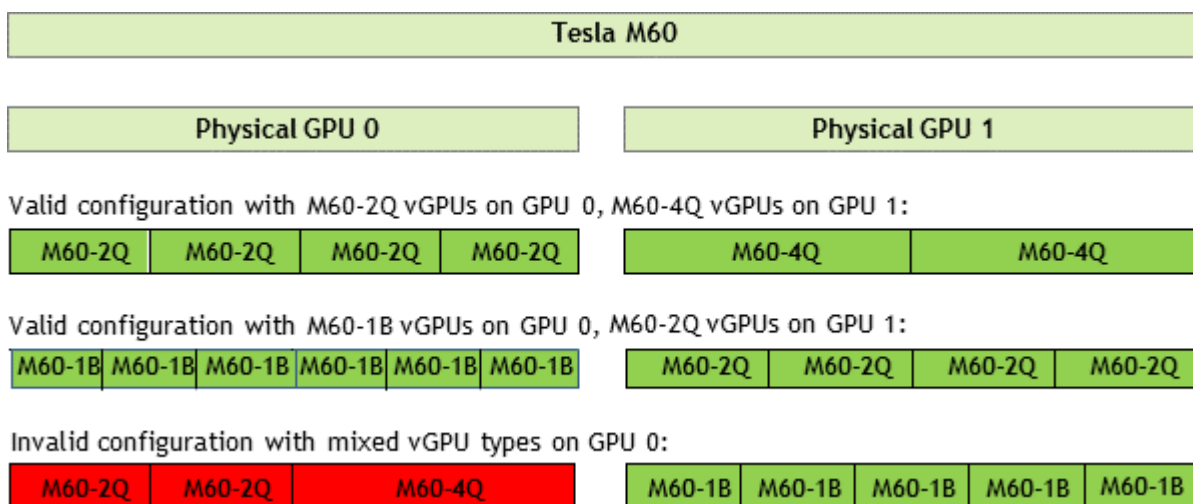 Tesla M60
Physical GPU 0 Physical GPU 1
Valid configuration with M60-2Q vGPUs on GPU 0, M60-4Q vGPUs on GPU 1:
M60-2Q M60-2Q M60-2Q M60-2Q M60-4Q M60-4Q
Valid configuration with M60-1B vGPUs on GPU 0, M60-2Q vGPUs on GPU 1:
M60-1B M60-1B M60-1B M60-1B M60-1B M60-1B M60-2Q M60-2Q M60-2Q M60-2Q
Invalid configuration with mixed vGPU types on GPU 0:
M60-2Q M60-2Q M60-4Q M60-1B M60-1B M60-1B M60-1B M60-1B